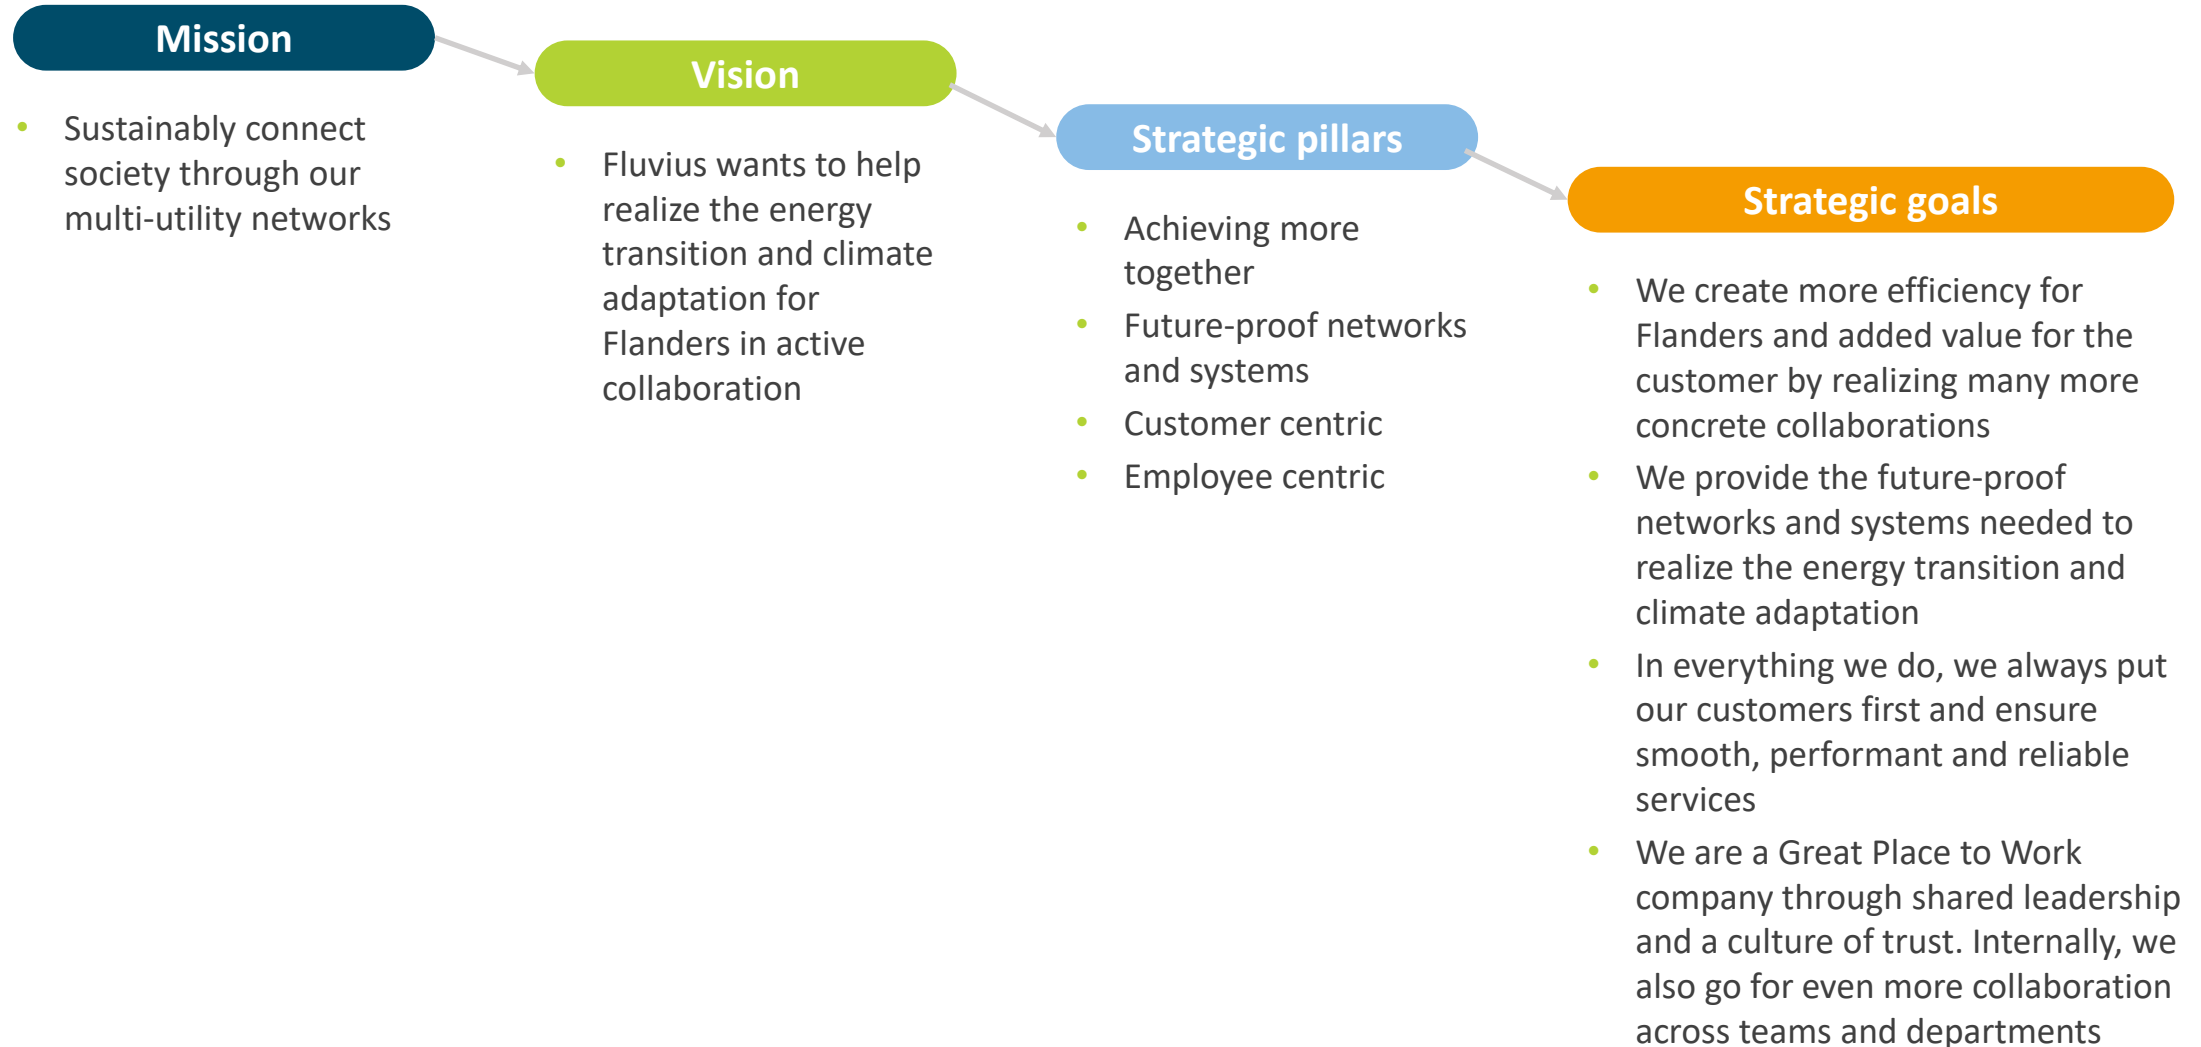 Mission
• Sustainably connect
society through our
multi-utility networks
Vision
• Fluvius wants to help
realize the energy
transition and climate
adaptation for
Flanders in active
collaboration
Strategic pillars
• Achieving more
together
• Future-proof networks
and systems
• Customer centric
• Employee centric
Strategic goals
• We create more efficiency for
Flanders and added value for the
customer by realizing many more
concrete collaborations
• We provide the future-proof
networks and systems needed to
realize the energy transition and
climate adaptation
• In everything we do, we always put
our customers first and ensure
smooth, performant and reliable
services
• We are a Great Place to Work
company through shared leadership
and a culture of trust. Internally, we
also go for even more collaboration
across teams and departments